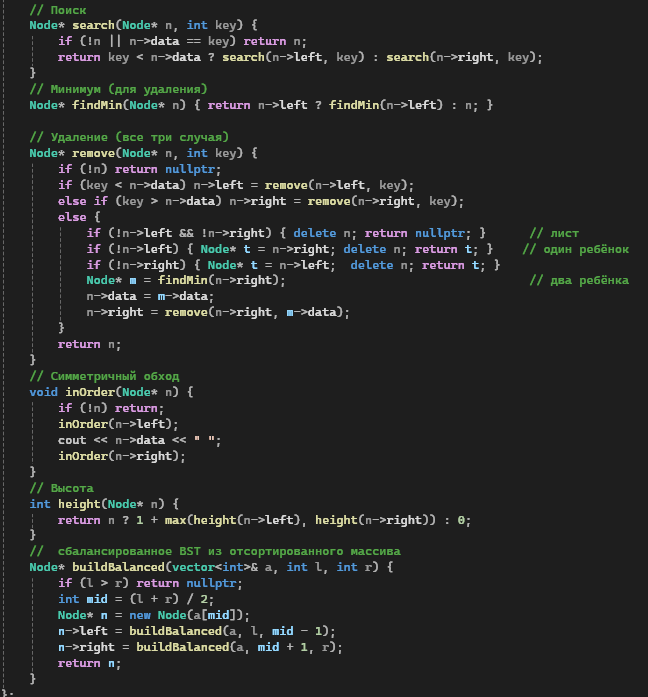 // Поиск
Node* search(Node* n, int key) {
if (!n || n->data == key) return n;
return key < n->data ? search(n->left, key) : search(n->right, key);
}
// Минимум (для удаления)
Node* findMin(Node* n) { return n->left ? findMin(n->left) : n; }
// Удаление (все три случая)
Node* remove(Node* n, int key) {
if (!n) return nullptr;
if (key < n->data) n->left = remove(n->left, key);
else if (key > n->data) n->right = remove(n->right, key);
else {
if (!n->left && !n->right) { delete n; return nullptr; } // лист
if (!n->left) { Node* t = n->right; delete n; return t; } // один ребёнок
if (!n->right) { Node* t = n->left; delete n; return t; }
Node* m = findMin(n->right); // два ребёнка
n->data = m->data;
n->right = remove(n->right, m->data);
}
return n;
}
// Симметричный обход
void inOrder(Node* n) {
if (!n) return;
inOrder(n->left);
cout << n->data << " ";
inOrder(n->right);
}
// Высота
int height(Node* n) {
return n ? 1 + max(height(n->left), height(n->right)) : 0;
}
// сбалансированное BST из отсортированного массива
Node* buildBalanced(vector<int>& a, int l, int r) {
if (l > r) return nullptr;
int mid = (l + r) / 2;
Node* n = new Node(a[mid]);
n->left = buildBalanced(a, l, mid - 1);
n->right = buildBalanced(a, mid + 1, r);
return n;
}
};